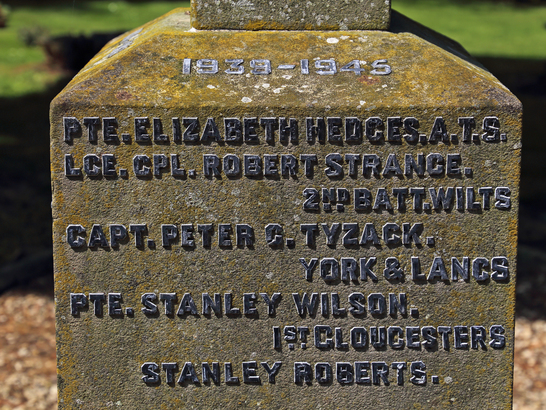 1939-1945
PTE. ELIZABETH HEDGES. A.T.S.
LCE. CPL. ROBERT STRANGE.
2ND BATT. WILTS
CAPT. PETER G. TYZACK.
YORK & LANCS
PTE. STANLEY WILSON.
1ST GLOUCESTERS
STANLEY ROBERTS.